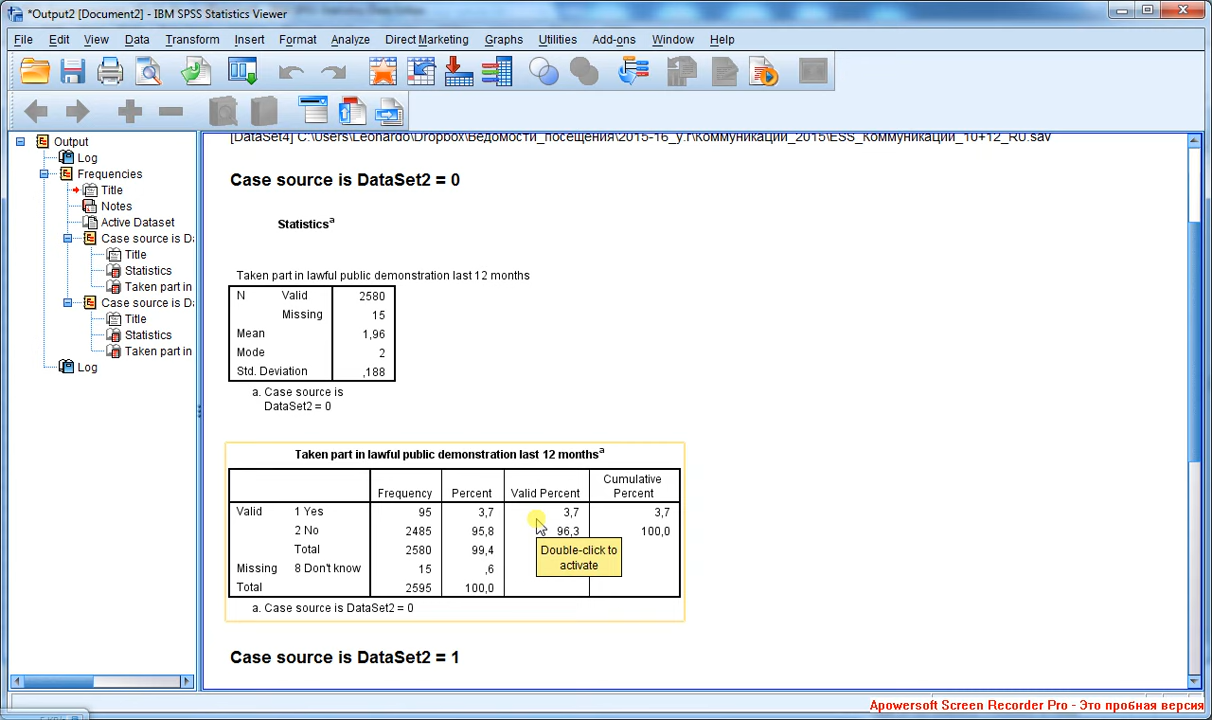 *Output2 [Document2] - IBM SPSS Statistics Viewer
File Edit View Data Transform Insert Format Analyze Direct Marketing Graphs Utilities Add-ons Window Help
Output
Log
Frequencies
Title
Notes
Active Dataset
Case source is D
Title
Statistics
Taken part in
Case source is D
Title
Statistics
Taken part in
Log
[DataSet4] C:\Users\Leonardo\Dropbox\Ведомости_посещения\2015-16_у.г\Коммуникации_2015\ESS_Коммуникации_10+12_RU.sav
Case source is DataSet2 = 0
Statisticsa
Taken part in lawful public demonstration last 12 months
N Valid 2580
Missing 15
Mean 1,96
Mode 2
Std. Deviation ,188
a. Case source is
DataSet2 = 0
Taken part in lawful public demonstration last 12 monthsa
Frequency Percent Valid Percent Cumulative Percent
Valid 1 Yes 95 3,7 3,7 3,7
2 No 2485 95,8 96,3 100,0
Total 2580 99,4
Missing 8 Don't know 15 ,6
Total 2595 100,0
Double-click to
activate
a. Case source is DataSet2 = 0
Case source is DataSet2 = 1
Apowersoft Screen Recorder Pro - Это пробная версия